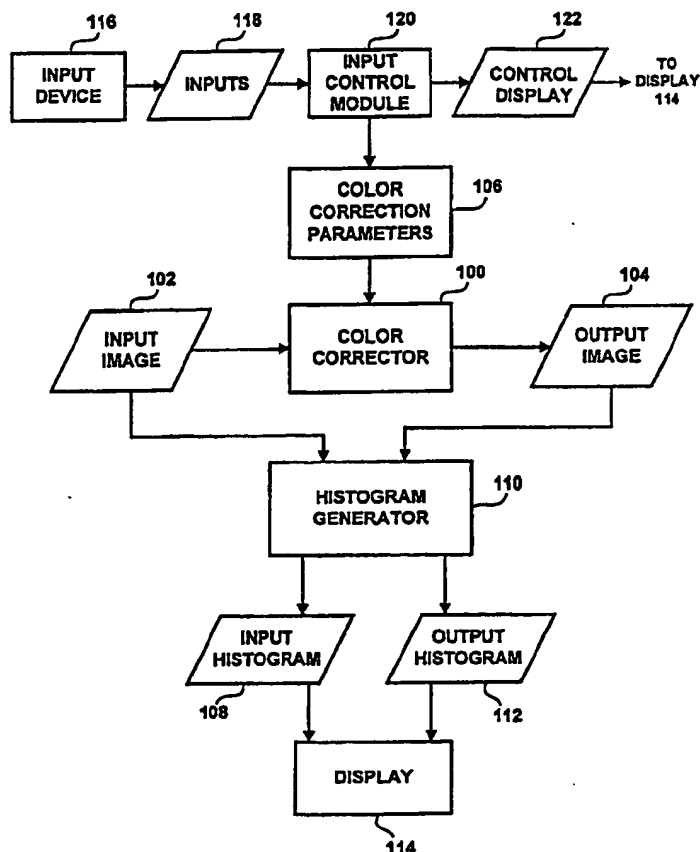 116
118
120
122
INPUT
DEVICE
INPUTS
INPUT
CONTROL
MODULE
CONTROL
DISPLAY
TO
DISPLAY
114
COLOR
CORRECTION
PARAMETERS
106
102
100
104
INPUT
IMAGE
COLOR
CORRECTOR
OUTPUT
IMAGE
HISTOGRAM
GENERATOR
110
INPUT
HISTOGRAM
OUTPUT
HISTOGRAM
108
112
DISPLAY
114